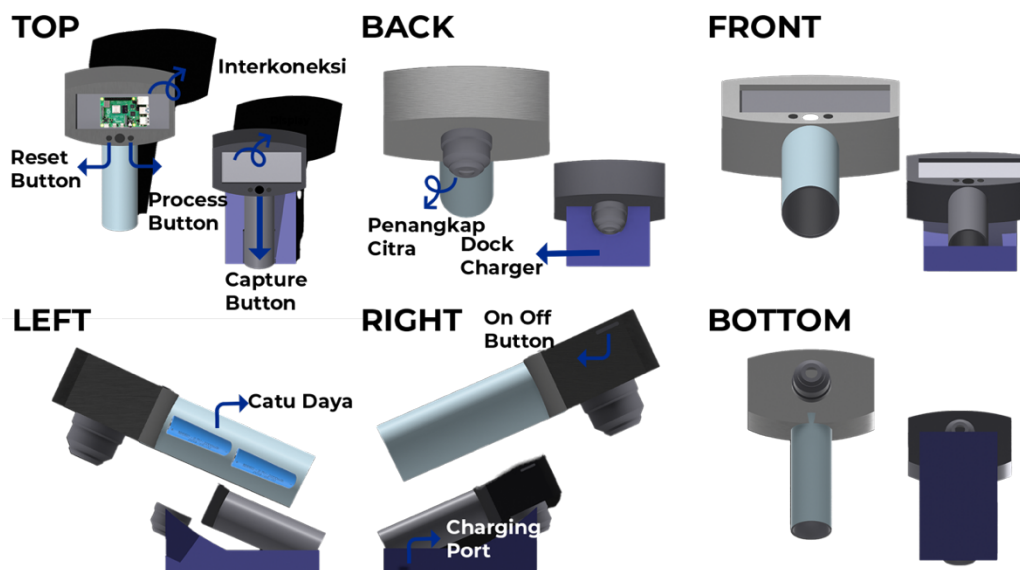 TOP
Interkoneksi
Reset
Button
Process
Button
Capture
Button
BACK
Penangkap
Citra
Dock
Charger
FRONT
LEFT
Catu Daya
RIGHT
On Off
Button
Charging
Port
BOTTOM